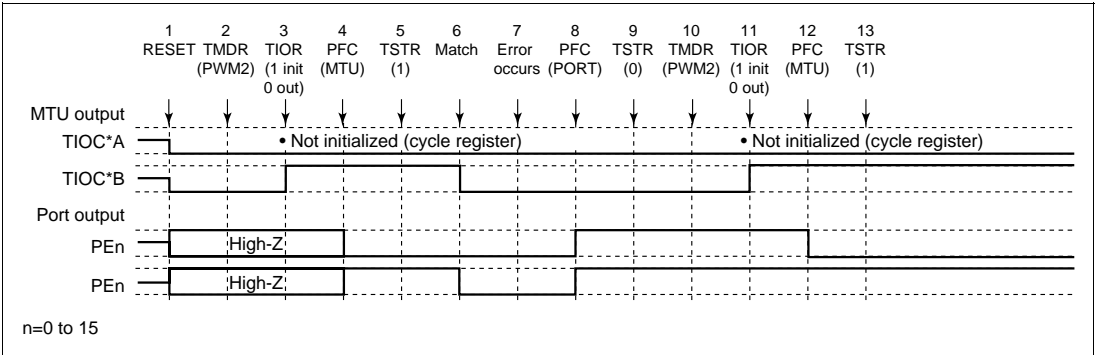 1 2 3 4 5 6 7 8 9 10 11 12 13
RESET TMDR TIOR PFC TSTR Match Error PFC TSTR TMDR TIOR PFC TSTR
(PWM2) (1 init (MTU) (1) occurs (PORT) (0) (PWM2) (1 init (MTU) (1)
0 out) 0 out)
MTU output
TIOC*A • Not initialized (cycle register) • Not initialized (cycle register)
TIOC*B
Port output
PEn High-Z
PEn High-Z
n=0 to 15